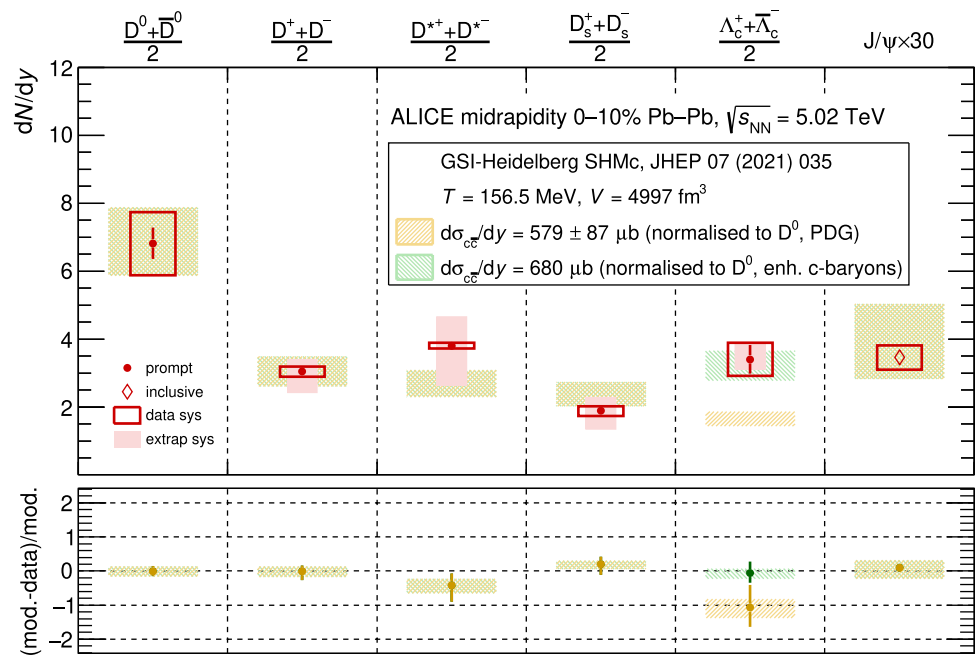 D⁰+D̅⁰ / 2
D⁺+D⁻ / 2
D*⁺+D*⁻ / 2
Dₛ⁺+Dₛ⁻ / 2
Λ_c⁺+Λ̅_c⁻ / 2
J/ψ×30
dN/dy
12
10
8
6
4
2
ALICE midrapidity 0–10% Pb–Pb, √s_NN = 5.02 TeV
GSI-Heidelberg SHMc, JHEP 07 (2021) 035
T = 156.5 MeV, V = 4997 fm³
dσ_cc̅/dy = 579 ± 87 μb (normalised to D⁰, PDG)
dσ_cc̅/dy = 680 μb (normalised to D⁰, enh. c-baryons)
prompt
inclusive
data sys
extrap sys
(mod.-data)/mod.
2
1
0
−1
−2